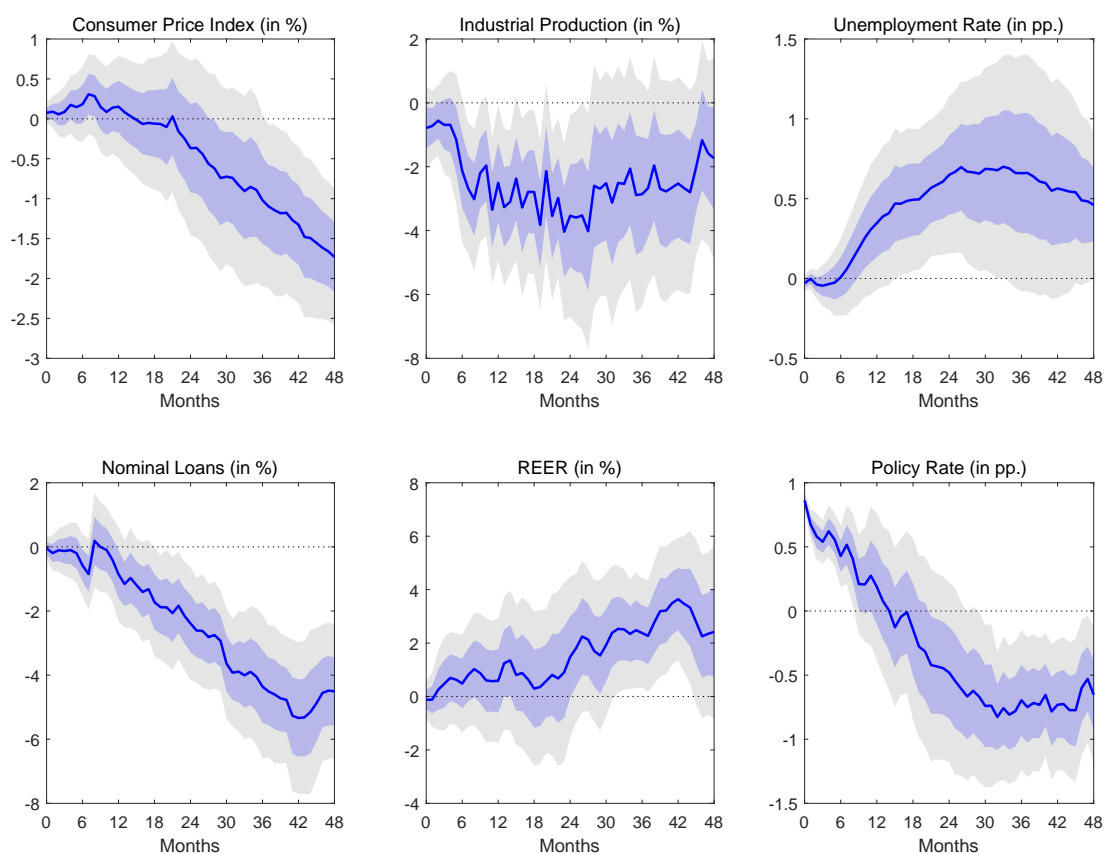 Consumer Price Index (in %)
1
0.5
0
-0.5
-1
-1.5
-2
-2.5
-3
0 6 12 18 24 30 36 42 48
Months
Industrial Production (in %)
2
0
-2
-4
-6
-8
0 6 12 18 24 30 36 42 48
Months
Unemployment Rate (in pp.)
1.5
1
0.5
0
-0.5
0 6 12 18 24 30 36 42 48
Months
Nominal Loans (in %)
2
0
-2
-4
-6
-8
0 6 12 18 24 30 36 42 48
Months
REER (in %)
8
6
4
2
0
-2
-4
0 6 12 18 24 30 36 42 48
Months
Policy Rate (in pp.)
1
0.5
0
-0.5
-1
-1.5
0 6 12 18 24 30 36 42 48
Months